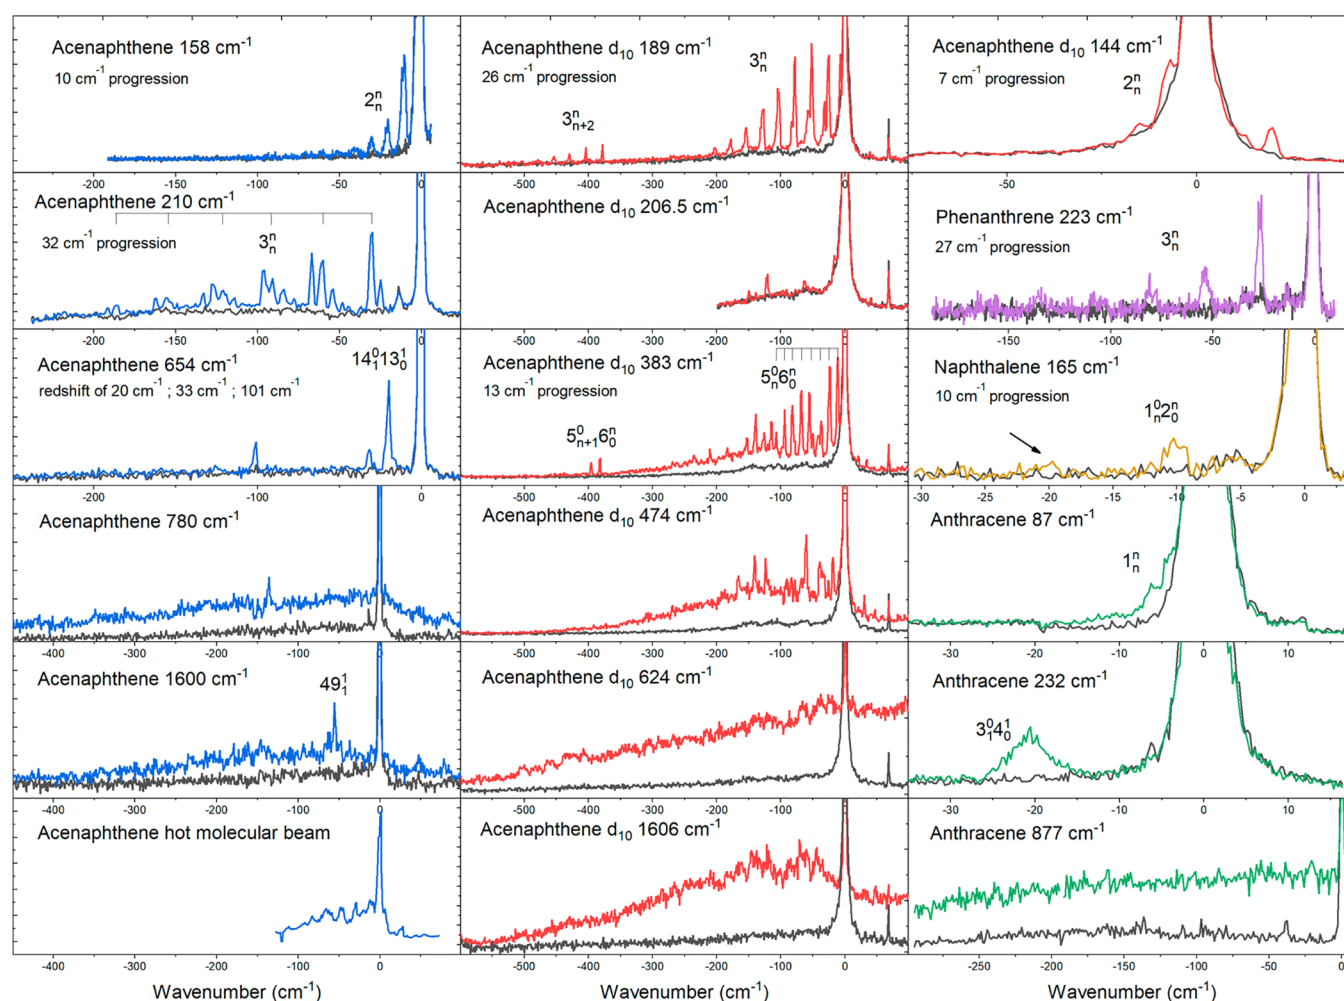 Acenaphthene 158 cm⁻¹
10 cm⁻¹ progression
2ⁿₙ
-200 -150 -100 -50 0
Acenaphthene d₁₀ 189 cm⁻¹
26 cm⁻¹ progression
3ⁿₙ
3ⁿₙ₊₂
-500 -400 -300 -200 -100 0
Acenaphthene d₁₀ 144 cm⁻¹
7 cm⁻¹ progression
2ⁿₙ
-50 0
Acenaphthene 210 cm⁻¹
32 cm⁻¹ progression
3ⁿₙ
-200 -100 0
Acenaphthene d₁₀ 206.5 cm⁻¹
-500 -400 -300 -200 -100 0
Phenanthrene 223 cm⁻¹
27 cm⁻¹ progression
3ⁿₙ
-150 -100 -50 0
Acenaphthene 654 cm⁻¹
redshift of 20 cm⁻¹ ; 33 cm⁻¹ ; 101 cm⁻¹
14⁰₁13¹₀
-200 -100 0
Acenaphthene d₁₀ 383 cm⁻¹
13 cm⁻¹ progression
5⁰ₙ6ⁿ₀
5⁰ₙ₊₁6ⁿ₀
-500 -400 -300 -200 -100 0
Naphthalene 165 cm⁻¹
10 cm⁻¹ progression
1⁰ₙ2ⁿ₀
-30 -25 -20 -15 -10 -5 0
Acenaphthene 780 cm⁻¹
-400 -300 -200 -100 0
Acenaphthene d₁₀ 474 cm⁻¹
-500 -400 -300 -200 -100 0
Anthracene 87 cm⁻¹
1ⁿₙ
-30 -20 -10 0 10
Acenaphthene 1600 cm⁻¹
49¹₁
-400 -300 -200 -100 0
Acenaphthene d₁₀ 624 cm⁻¹
-500 -400 -300 -200 -100 0
Anthracene 232 cm⁻¹
3⁰₁4¹₀
-30 -20 -10 0 10
Acenaphthene hot molecular beam
-400 -300 -200 -100 0
Wavenumber (cm⁻¹)
Acenaphthene d₁₀ 1606 cm⁻¹
-500 -400 -300 -200 -100 0
Wavenumber (cm⁻¹)
Anthracene 877 cm⁻¹
-250 -200 -150 -100 -50 0
Wavenumber (cm⁻¹)